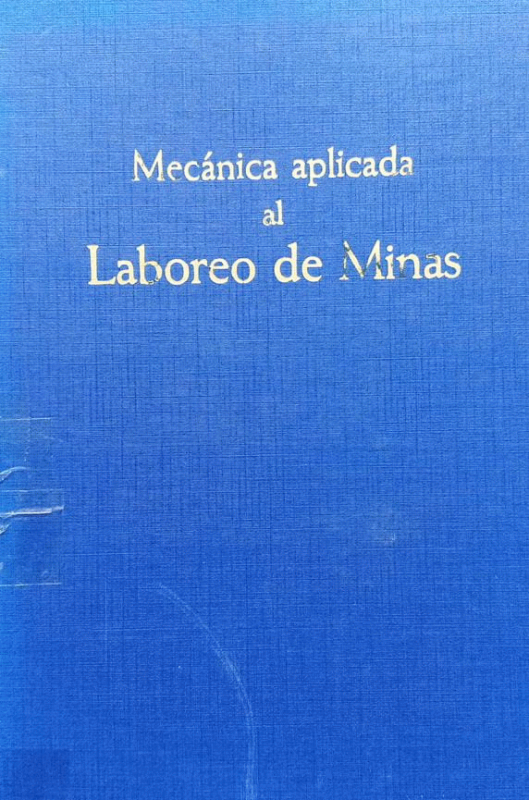 Mecánica aplicada
al
Laboreo de Minas